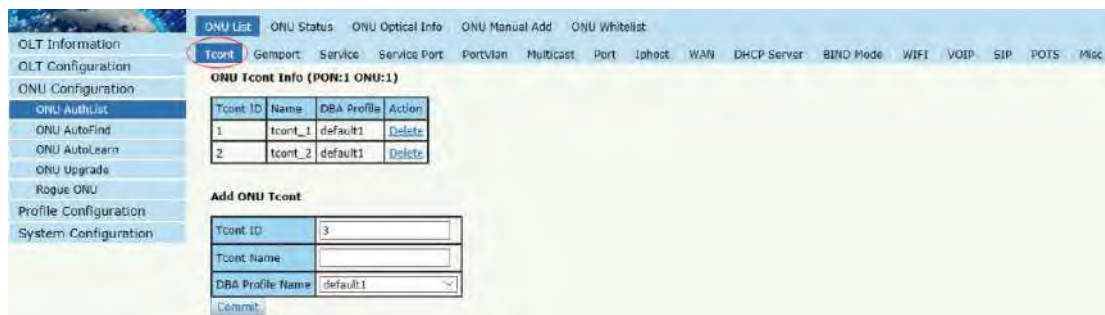 ONU List ONU Status ONU Optical Info ONU Manual Add ONU Whitelist
Tcont Gemport Service Service Port Portvlan Multicast Port Iphost WAN DHCP Server BIND Mode WIFI VOIP SIP POTS Misc
OLT Information
OLT Configuration
ONU Configuration
ONU AuthList
ONU AutoFind
ONU AutoLearn
ONU Upgrade
Rogue ONU
Profile Configuration
System Configuration
ONU Tcont Info (PON:1 ONU:1)
Tcont ID Name DBA Profile Action
1 tcont_1 default1 Delete
2 tcont_2 default1 Delete
Add ONU Tcont
Tcont ID 3
Tcont Name
DBA Profile Name default1
Commit